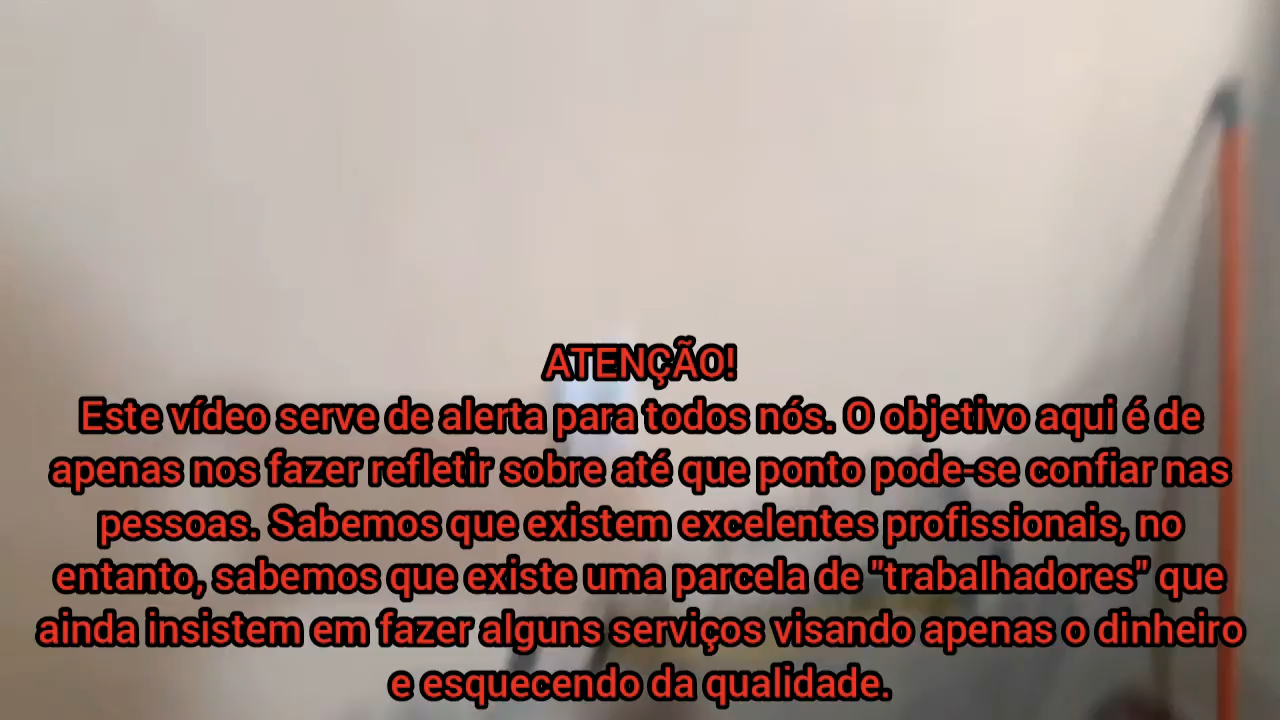 ATENÇÃO!
Este vídeo serve de alerta para todos nós. O objetivo aqui é de
apenas nos fazer refletir sobre até que ponto pode-se confiar nas
pessoas. Sabemos que existem excelentes profissionais, no
entanto, sabemos que existe uma parcela de "trabalhadores" que
ainda insistem em fazer alguns serviços visando apenas o dinheiro
e esquecendo da qualidade.